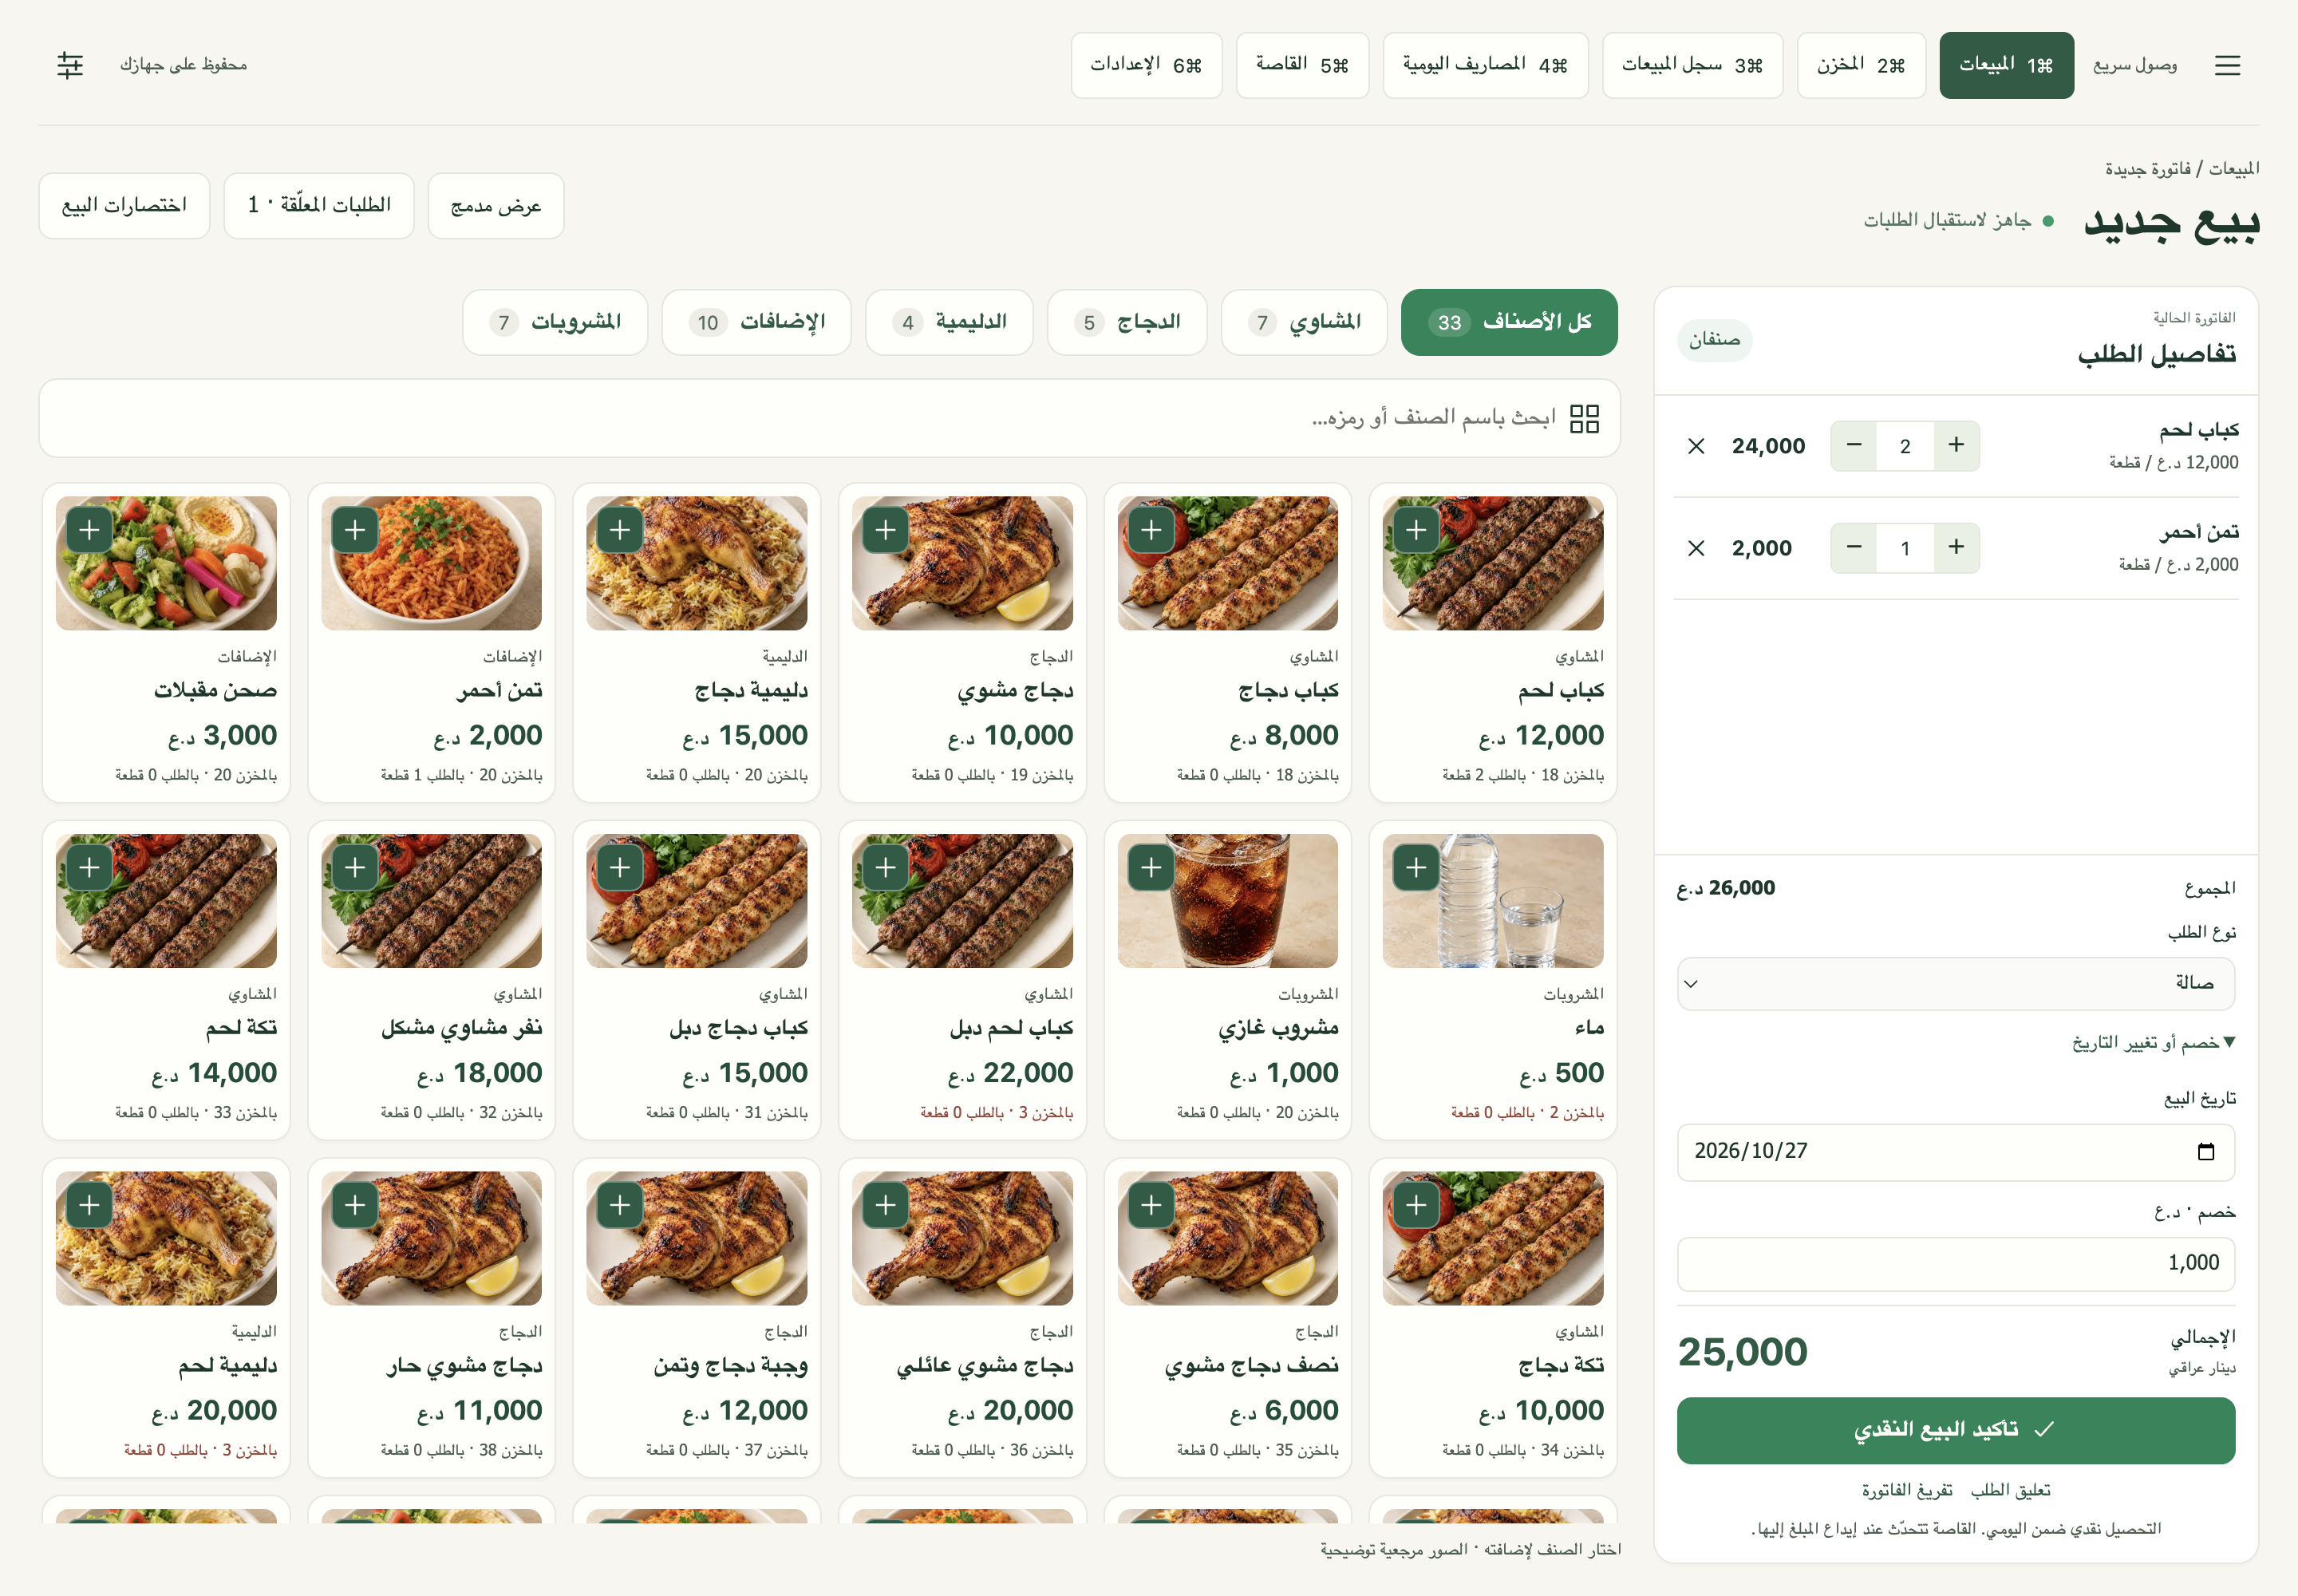 وصول سريع
⌘1 المبيعات
⌘2 المخزن
⌘3 سجل المبيعات
⌘4 المصاريف اليومية
⌘5 القاصة
⌘6 الإعدادات
محفوظ على جهازك
المبيعات / فاتورة جديدة
بيع جديد
جاهز لاستقبال الطلبات
عرض مدمج
الطلبات المعلّقة · 1
اختصارات البيع
الفاتورة الحالية
تفاصيل الطلب
صنفان
كباب لحم
12,000 د.ع / قطعة
+ 2 −
24,000
تمن أحمر
2,000 د.ع / قطعة
+ 1 −
2,000
المجموع
26,000 د.ع
نوع الطلب
صالة
خصم أو تغيير التاريخ
تاريخ البيع
2026/10/27
خصم · د.ع
1,000
الإجمالي
دينار عراقي
25,000
تأكيد البيع النقدي
تعليق الطلب
تفريغ الفاتورة
التحصيل نقدي ضمن اليومي. القاصة تتحدّث عند إيداع المبلغ إليها.
كل الأصناف 33
المشاوي 7
الدجاج 5
الدليمية 4
الإضافات 10
المشروبات 7
ابحث باسم الصنف أو رمزه...
المشاوي
كباب لحم
12,000 د.ع
بالمخزن 18 · بالطلب 2 قطعة
المشاوي
كباب دجاج
8,000 د.ع
بالمخزن 18 · بالطلب 0 قطعة
الدجاج
دجاج مشوي
10,000 د.ع
بالمخزن 19 · بالطلب 0 قطعة
الدليمية
دليمية دجاج
15,000 د.ع
بالمخزن 20 · بالطلب 0 قطعة
الإضافات
تمن أحمر
2,000 د.ع
بالمخزن 20 · بالطلب 1 قطعة
الإضافات
صحن مقبلات
3,000 د.ع
بالمخزن 20 · بالطلب 0 قطعة
المشروبات
ماء
500 د.ع
بالمخزن 2 · بالطلب 0 قطعة
المشروبات
مشروب غازي
1,000 د.ع
بالمخزن 20 · بالطلب 0 قطعة
المشاوي
كباب لحم دبل
22,000 د.ع
بالمخزن 3 · بالطلب 0 قطعة
المشاوي
كباب دجاج دبل
15,000 د.ع
بالمخزن 31 · بالطلب 0 قطعة
المشاوي
نفر مشاوي مشكل
18,000 د.ع
بالمخزن 32 · بالطلب 0 قطعة
المشاوي
تكة لحم
14,000 د.ع
بالمخزن 33 · بالطلب 0 قطعة
المشاوي
تكة دجاج
10,000 د.ع
بالمخزن 34 · بالطلب 0 قطعة
الدجاج
نصف دجاج مشوي
6,000 د.ع
بالمخزن 35 · بالطلب 0 قطعة
الدجاج
دجاج مشوي عائلي
20,000 د.ع
بالمخزن 36 · بالطلب 0 قطعة
الدجاج
وجبة دجاج وتمن
12,000 د.ع
بالمخزن 37 · بالطلب 0 قطعة
الدجاج
دجاج مشوي حار
11,000 د.ع
بالمخزن 38 · بالطلب 0 قطعة
الدليمية
دليمية لحم
20,000 د.ع
بالمخزن 3 · بالطلب 0 قطعة
اختار الصنف لإضافته · الصور مرجعية توضيحية